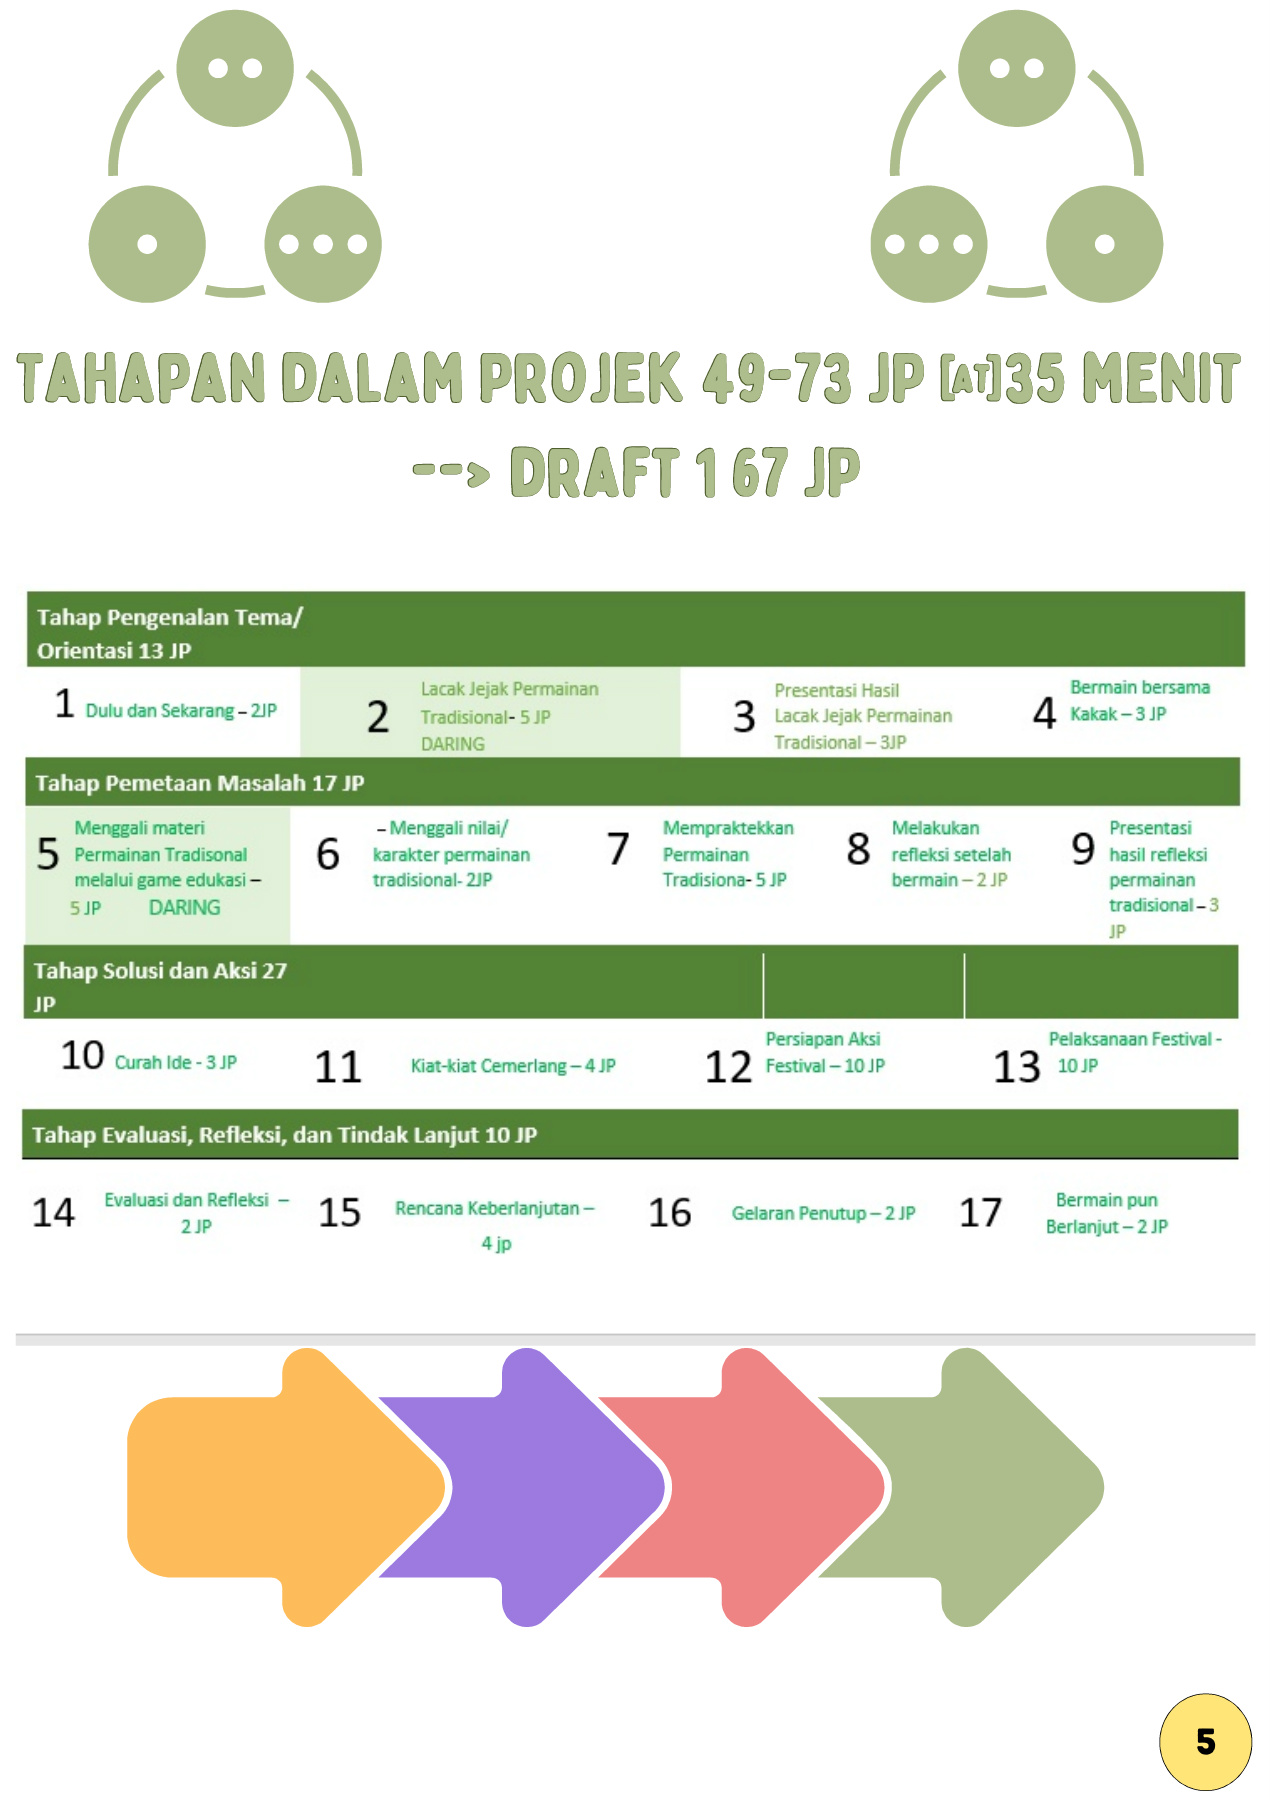 TAHAPAN DALAM PROJEK 49-73 JP [AT]35 MENIT
--> DRAFT 1 67 JP
Tahap Pengenalan Tema/
Orientasi 13 JP
1 Dulu dan Sekarang – 2JP
2 Lacak Jejak Permainan
Tradisional- 5 JP
DARING
3 Presentasi Hasil
Lacak Jejak Permainan
Tradisional – 3JP
4 Bermain bersama
Kakak – 3 JP
Tahap Pemetaan Masalah 17 JP
5 Menggali materi
Permainan Tradisonal
melalui game edukasi –
5 JP DARING
6 – Menggali nilai/
karakter permainan
tradisional- 2JP
7 Mempraktekkan
Permainan
Tradisiona- 5 JP
8 Melakukan
refleksi setelah
bermain – 2 JP
9 Presentasi
hasil refleksi
permainan
tradisional – 3
JP
Tahap Solusi dan Aksi 27
JP
10 Curah Ide - 3 JP
11 Kiat-kiat Cemerlang – 4 JP
12 Persiapan Aksi
Festival – 10 JP
13 Pelaksanaan Festival -
10 JP
Tahap Evaluasi, Refleksi, dan Tindak Lanjut 10 JP
14 Evaluasi dan Refleksi –
2 JP
15 Rencana Keberlanjutan –
4 jp
16 Gelaran Penutup – 2 JP
17 Bermain pun
Berlanjut – 2 JP
5